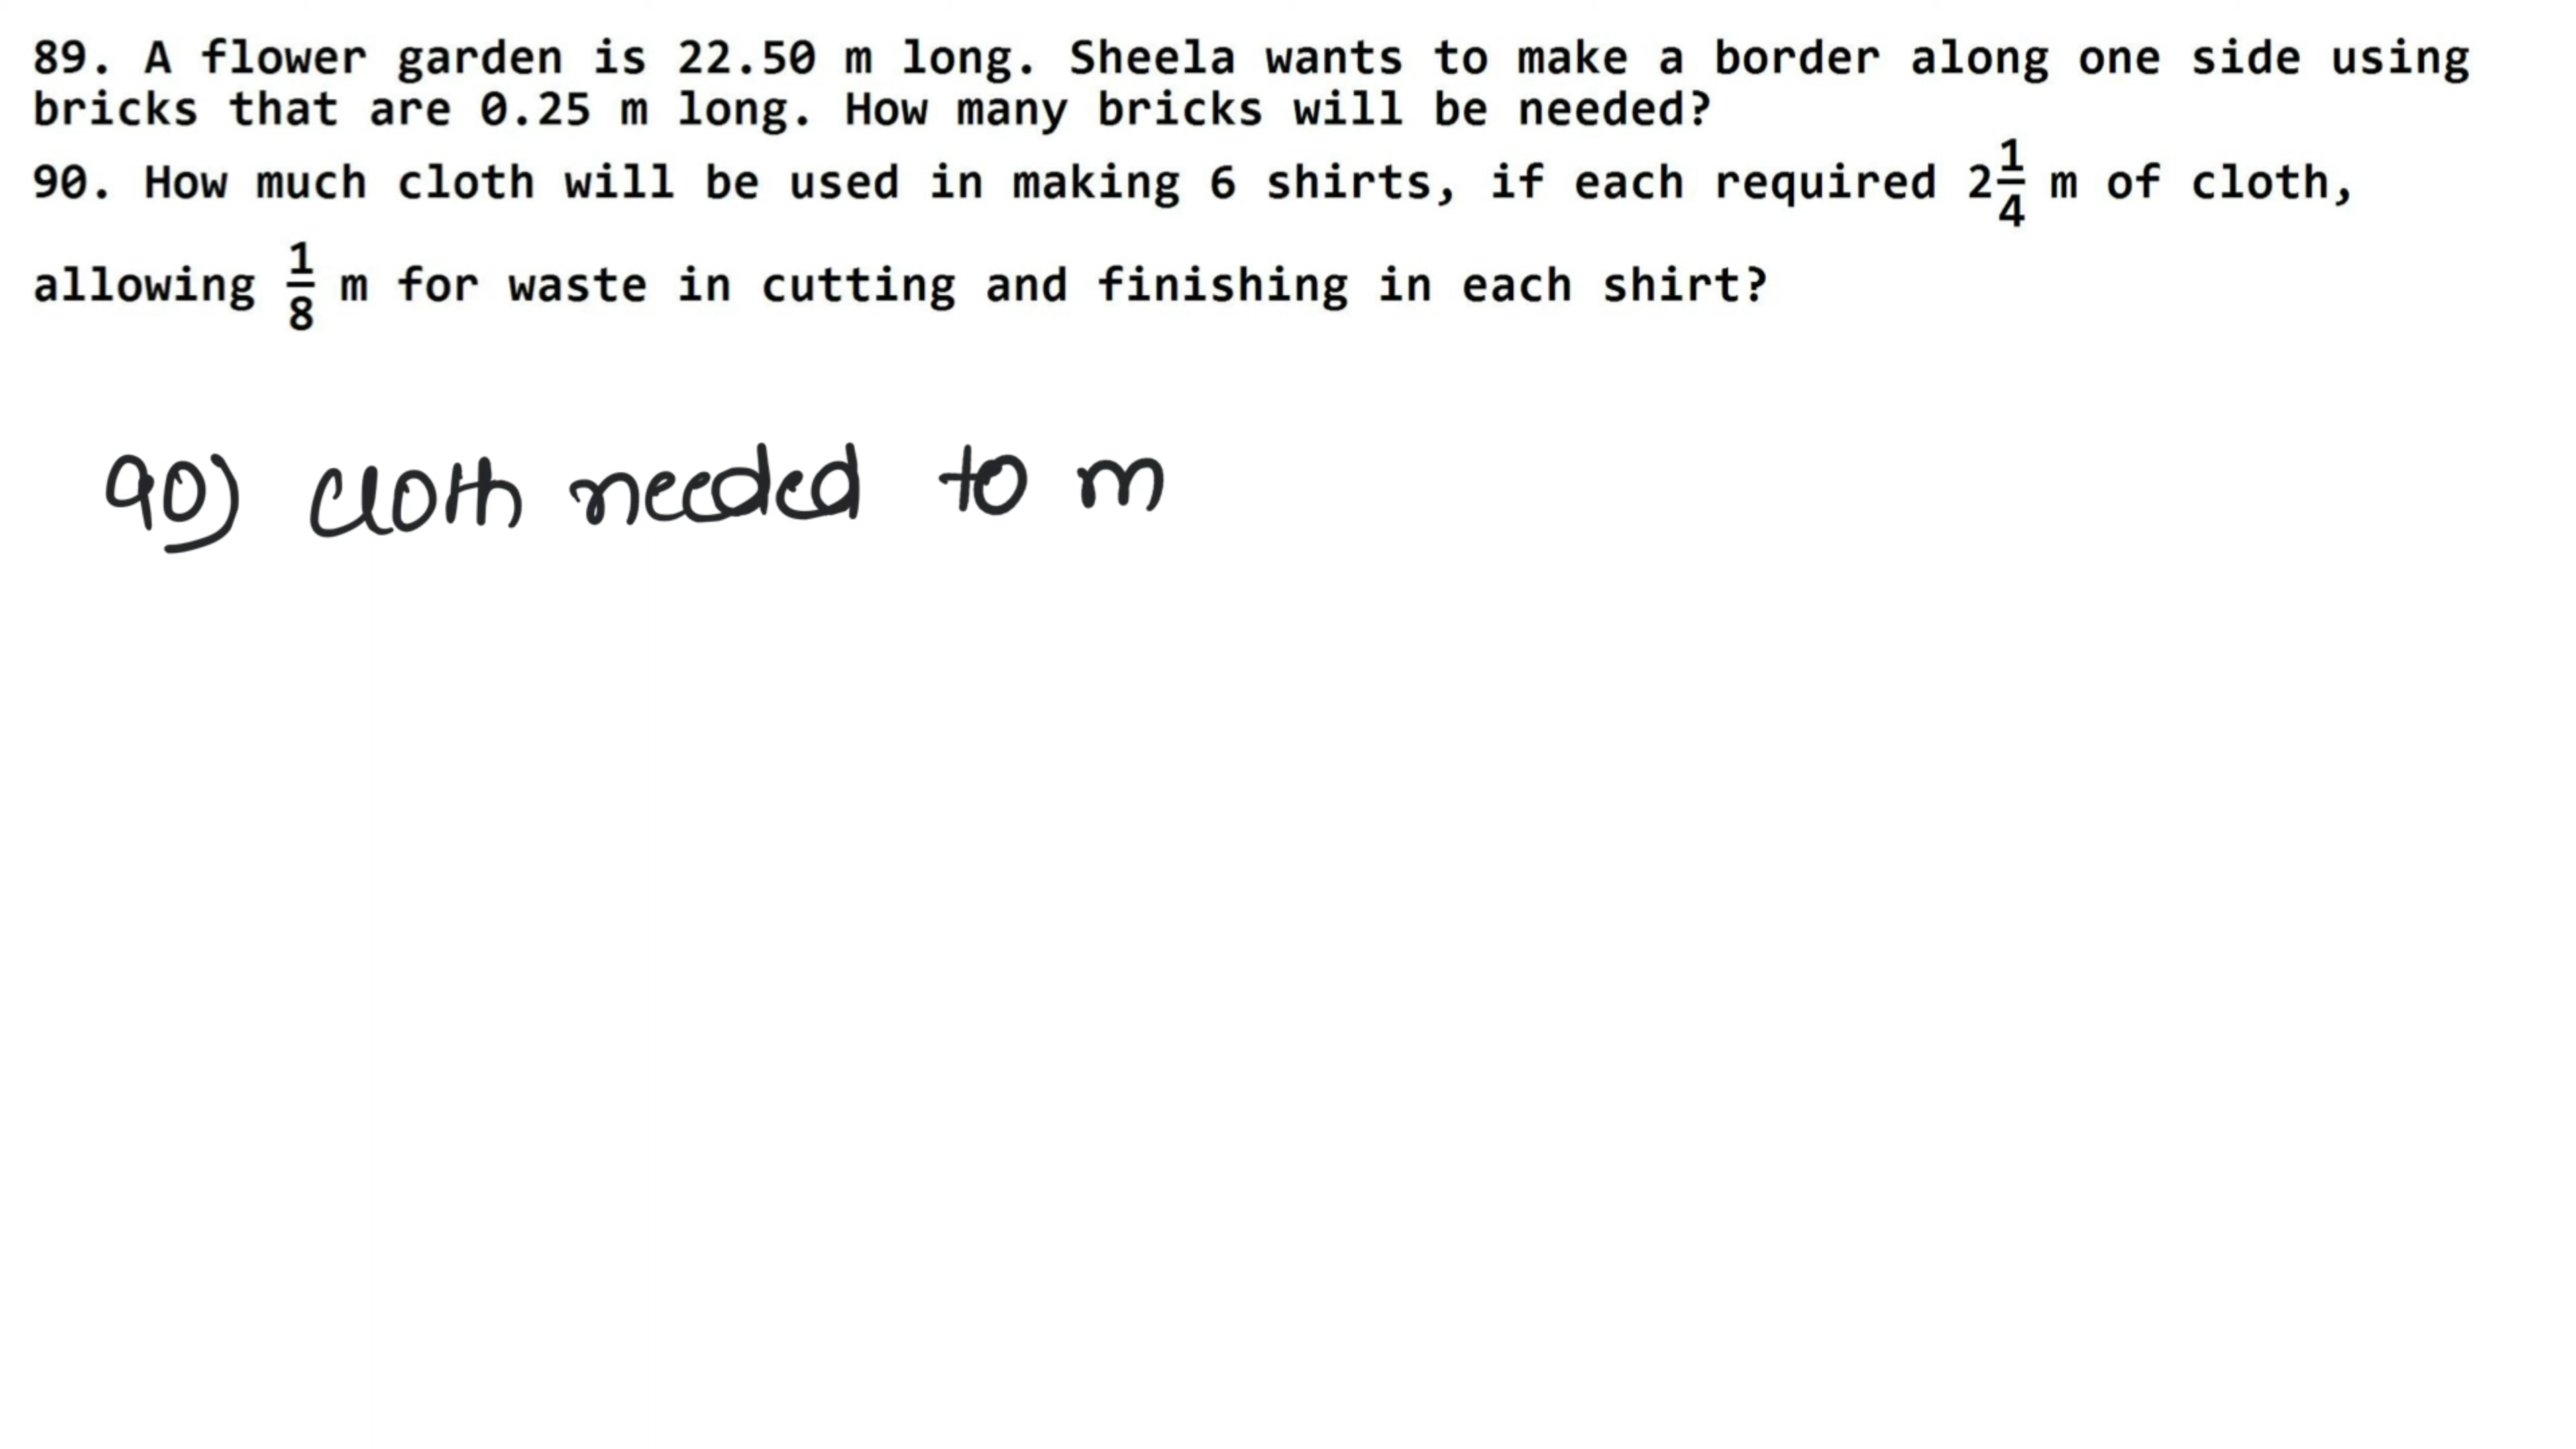 89. A flower garden is 22.50 m long. Sheela wants to make a border along one side using
bricks that are 0.25 m long. How many bricks will be needed?
90. How much cloth will be used in making 6 shirts, if each required 2 1/4 m of cloth,
allowing 1/8 m for waste in cutting and finishing in each shirt?
90) cloth needed to m